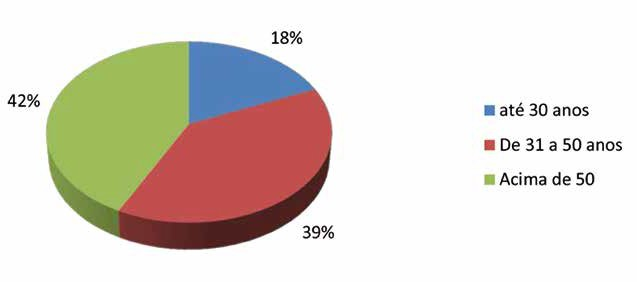 18%
42%
39%
até 30 anos
De 31 a 50 anos
Acima de 50